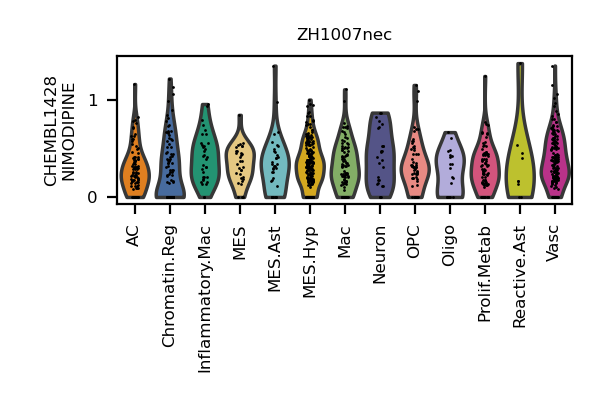 ZH1007nec
CHEMBL1428
NIMODIPINE
1
0
AC
Chromatin.Reg
Inflammatory.Mac
MES
MES.Ast
MES.Hyp
Mac
Neuron
OPC
Oligo
Prolif.Metab
Reactive.Ast
Vasc